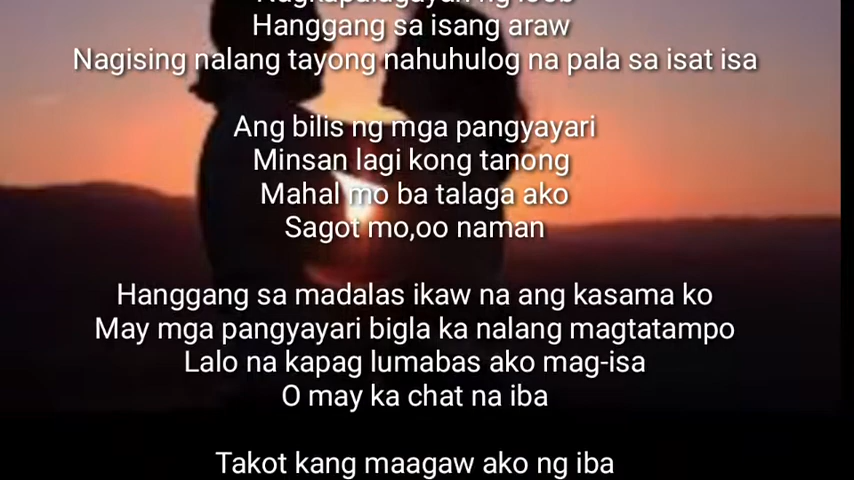 Nagkapalagayan ng loob
Hanggang sa isang araw
Nagising nalang tayong nahuhulog na pala sa isat isa
Ang bilis ng mga pangyayari
Minsan lagi kong tanong
Mahal mo ba talaga ako
Sagot mo,oo naman
Hanggang sa madalas ikaw na ang kasama ko
May mga pangyayari bigla ka nalang magtatampo
Lalo na kapag lumabas ako mag-isa
O may ka chat na iba
Takot kang maagaw ako ng iba